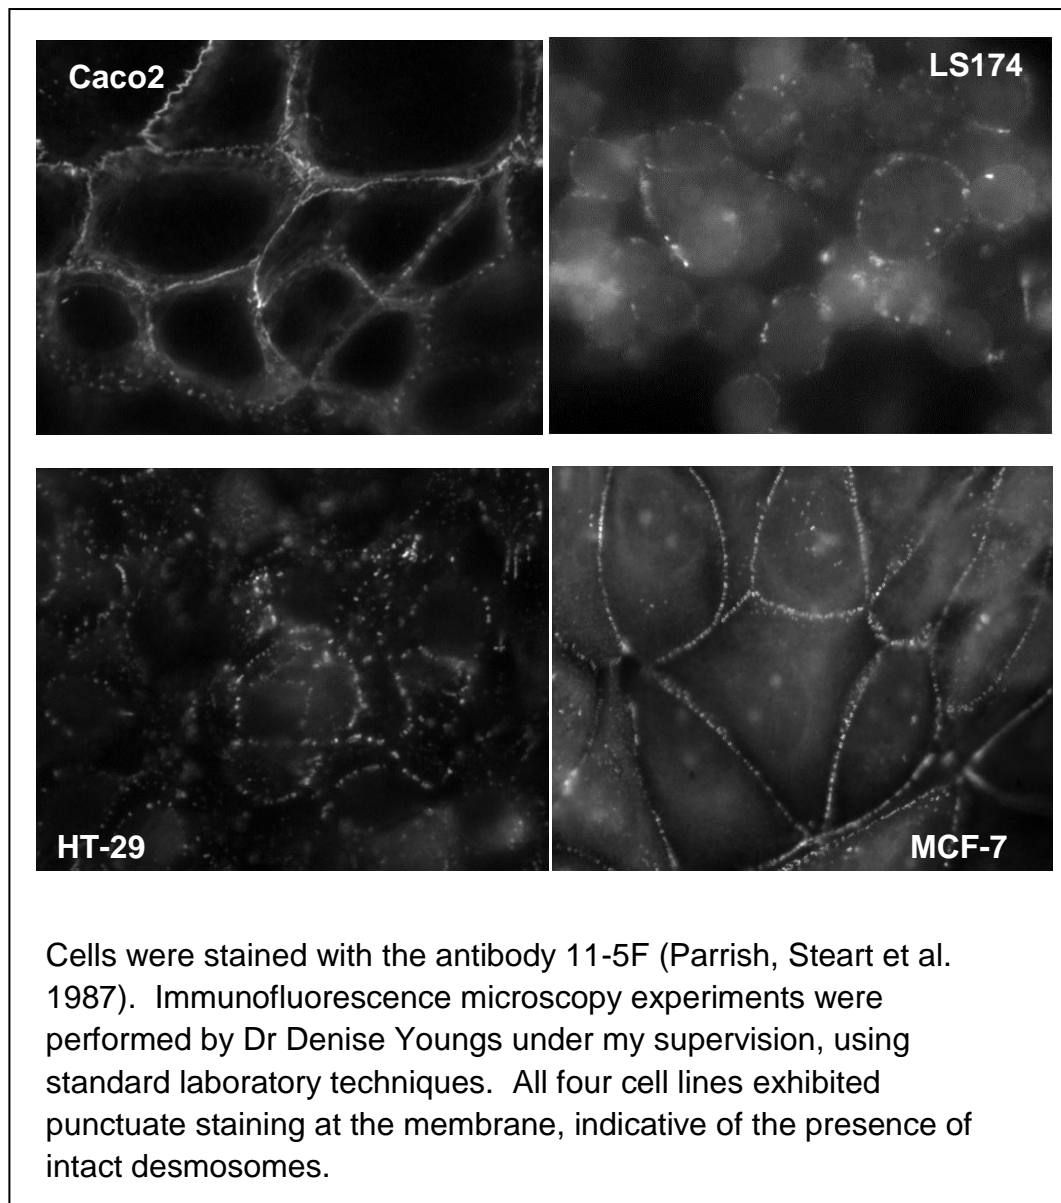 Caco2
LS174
HT-29
MCF-7
Cells were stained with the antibody 11-5F (Parrish, Steart et al.
1987).  Immunofluorescence microscopy experiments were
performed by Dr Denise Youngs under my supervision, using
standard laboratory techniques.  All four cell lines exhibited
punctuate staining at the membrane, indicative of the presence of
intact desmosomes.